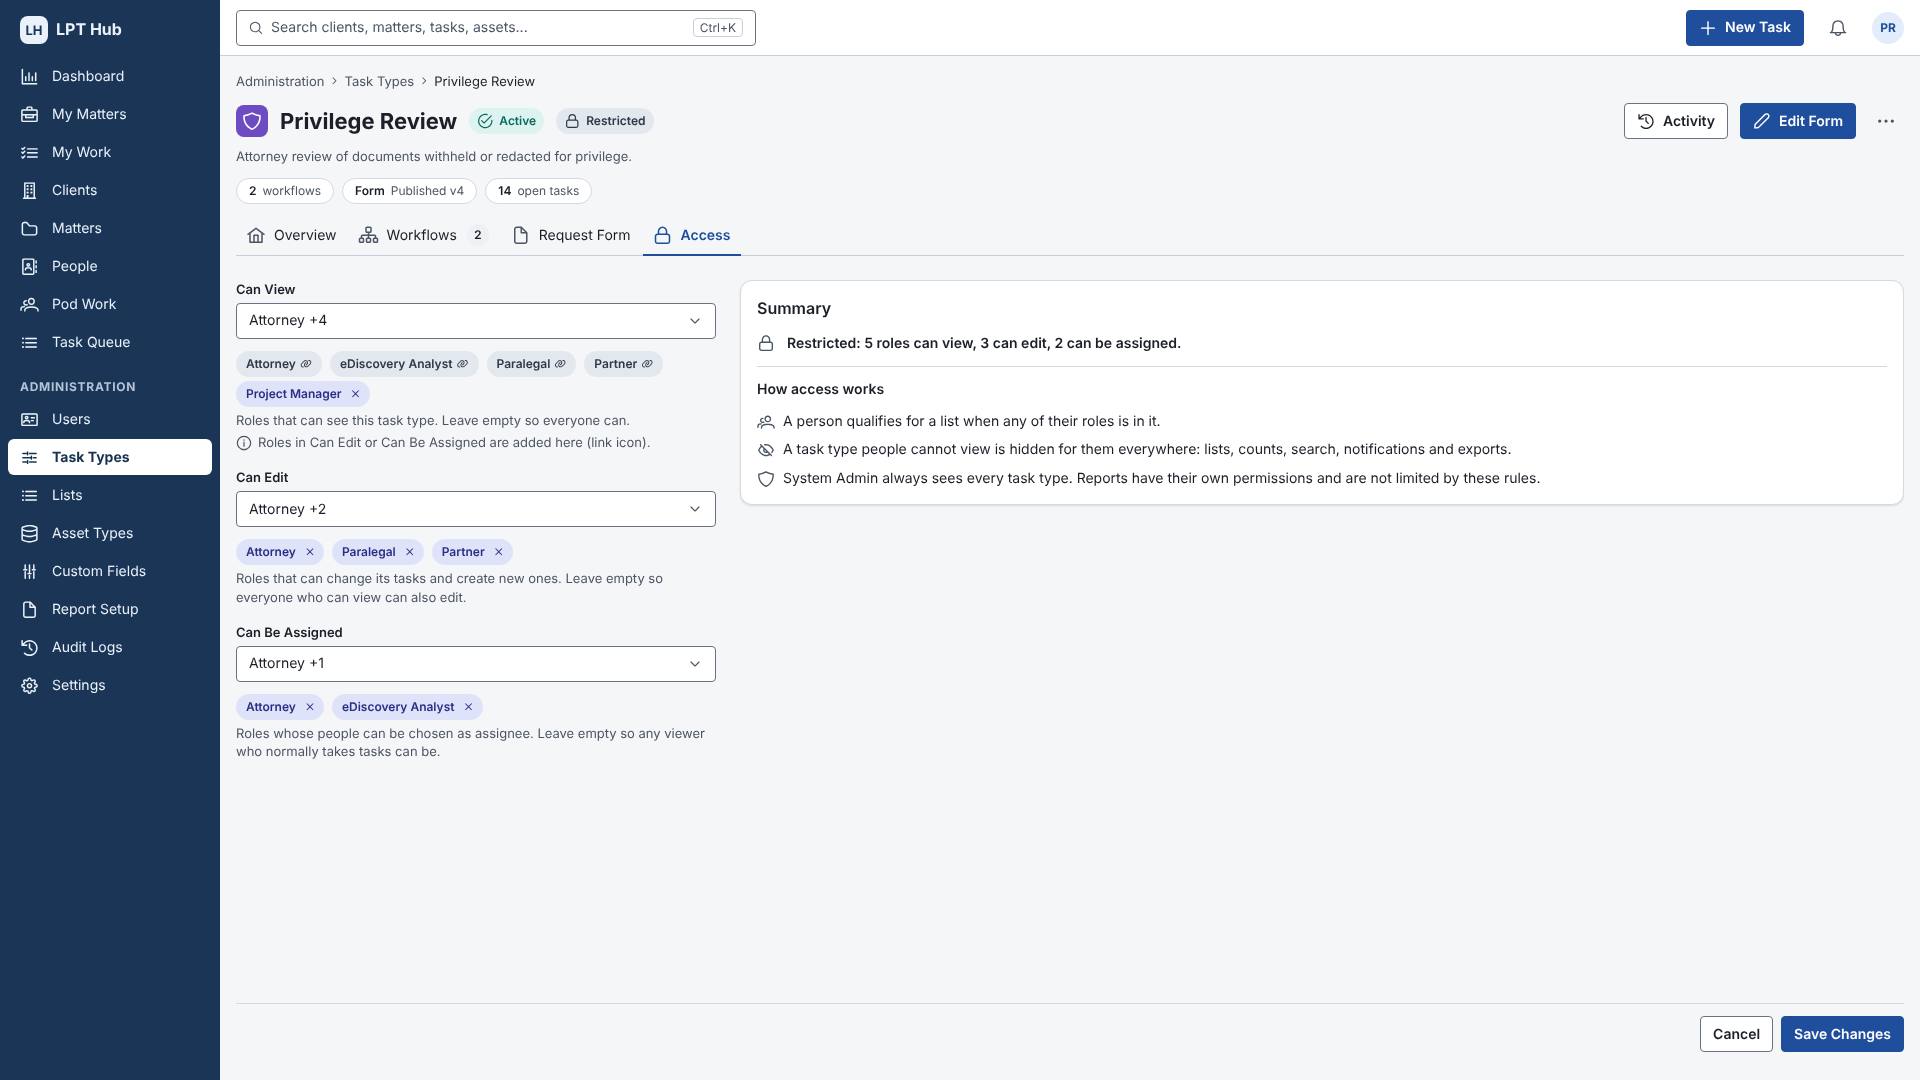 LH LPT Hub
Search clients, matters, tasks, assets...
Ctrl+K
New Task
PR
Dashboard
My Matters
My Work
Clients
Matters
People
Pod Work
Task Queue
ADMINISTRATION
Users
Task Types
Lists
Asset Types
Custom Fields
Report Setup
Audit Logs
Settings
Administration > Task Types > Privilege Review
Privilege Review
Active
Restricted
Activity
Edit Form
Attorney review of documents withheld or redacted for privilege.
2 workflows
Form Published v4
14 open tasks
Overview
Workflows 2
Request Form
Access
Can View
Attorney +4
Attorney
eDiscovery Analyst
Paralegal
Partner
Project Manager
Roles that can see this task type. Leave empty so everyone can.
Roles in Can Edit or Can Be Assigned are added here (link icon).
Can Edit
Attorney +2
Attorney
Paralegal
Partner
Roles that can change its tasks and create new ones. Leave empty so
everyone who can view can also edit.
Can Be Assigned
Attorney +1
Attorney
eDiscovery Analyst
Roles whose people can be chosen as assignee. Leave empty so any viewer
who normally takes tasks can be.
Summary
Restricted: 5 roles can view, 3 can edit, 2 can be assigned.
How access works
A person qualifies for a list when any of their roles is in it.
A task type people cannot view is hidden for them everywhere: lists, counts, search, notifications and exports.
System Admin always sees every task type. Reports have their own permissions and are not limited by these rules.
Cancel
Save Changes